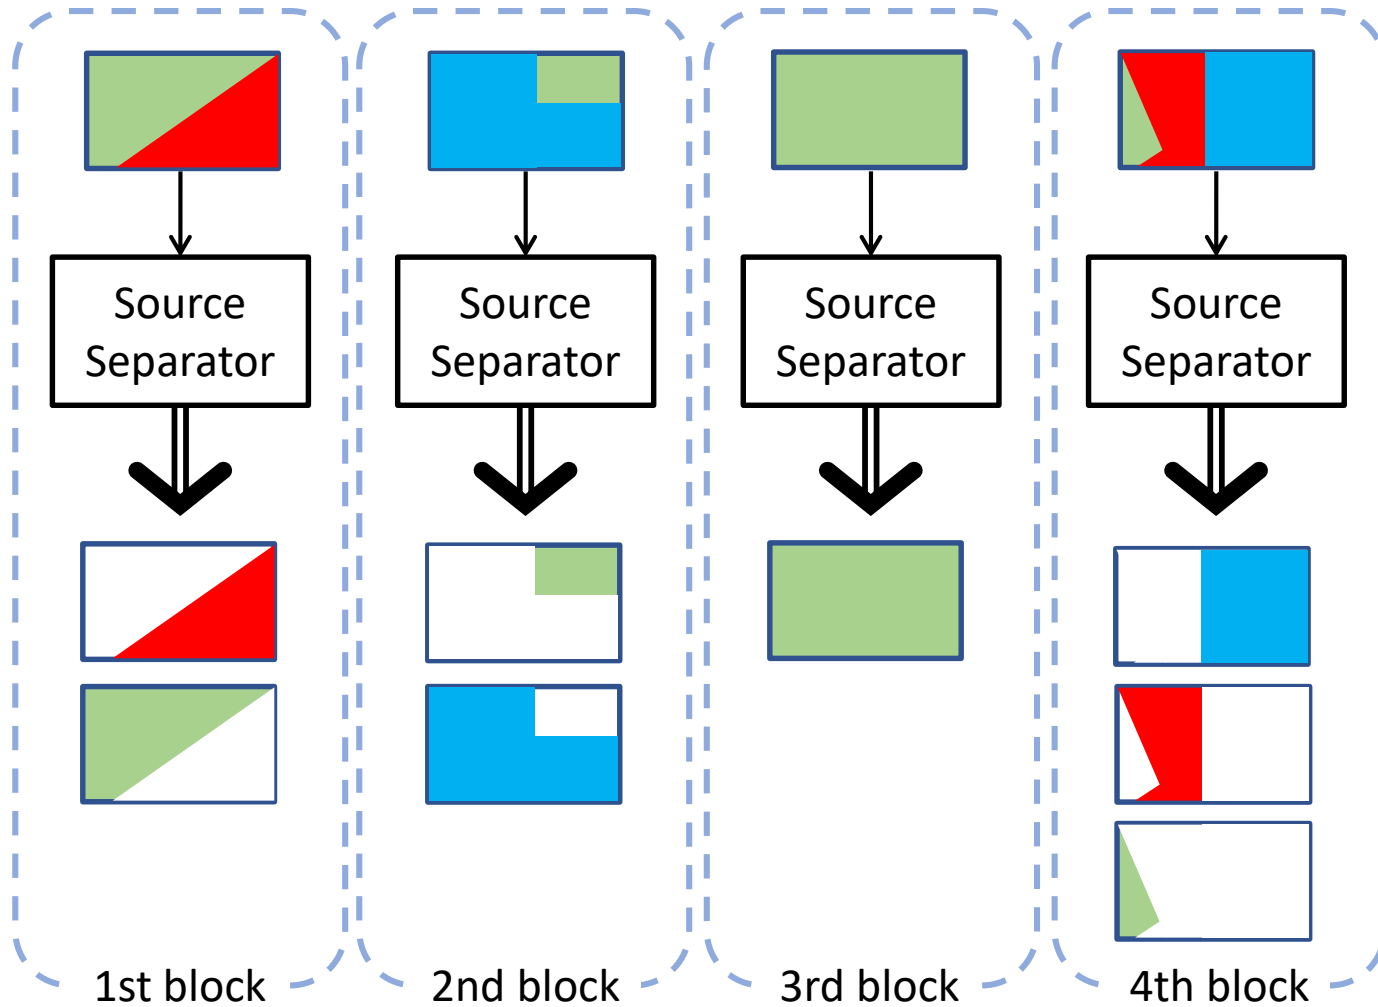 Source
Separator
Source
Separator
Source
Separator
Source
Separator
1st block
2nd block
3rd block
4th block